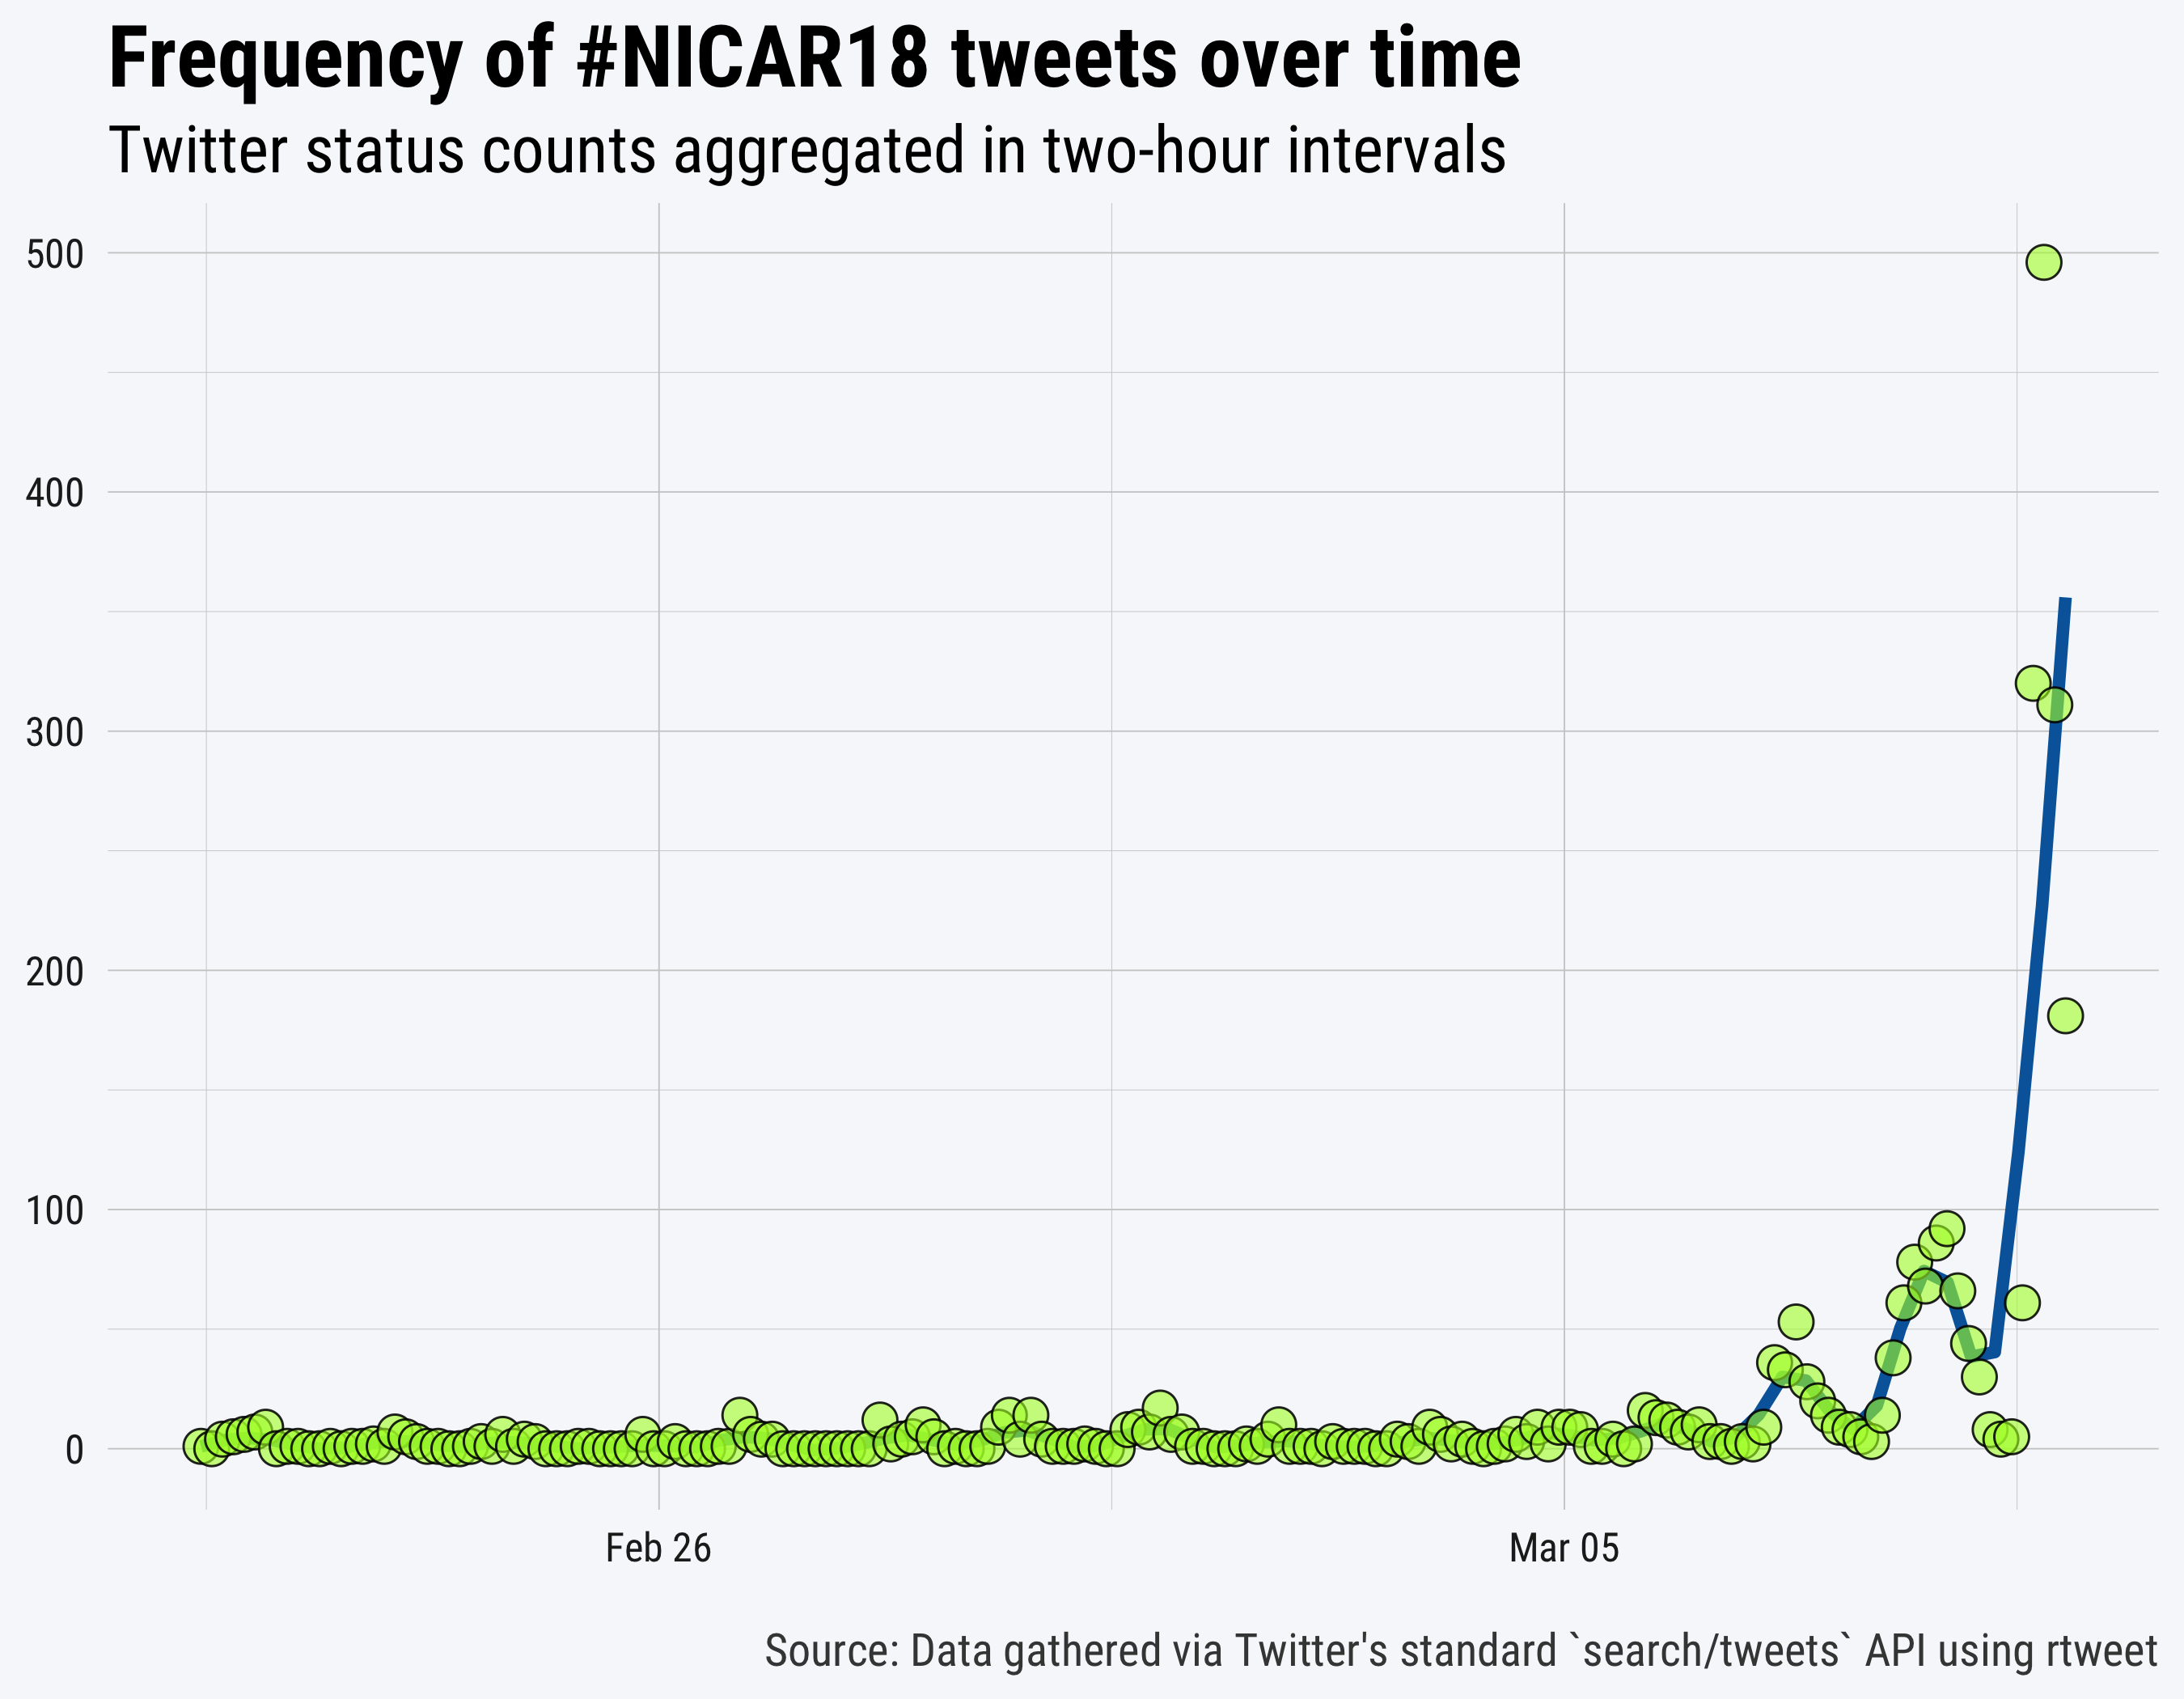 Frequency of #NICAR18 tweets over time
Twitter status counts aggregated in two-hour intervals
500
400
300
200
100
0
Feb 26
Mar 05
Source: Data gathered via Twitter's standard `search/tweets` API using rtweet